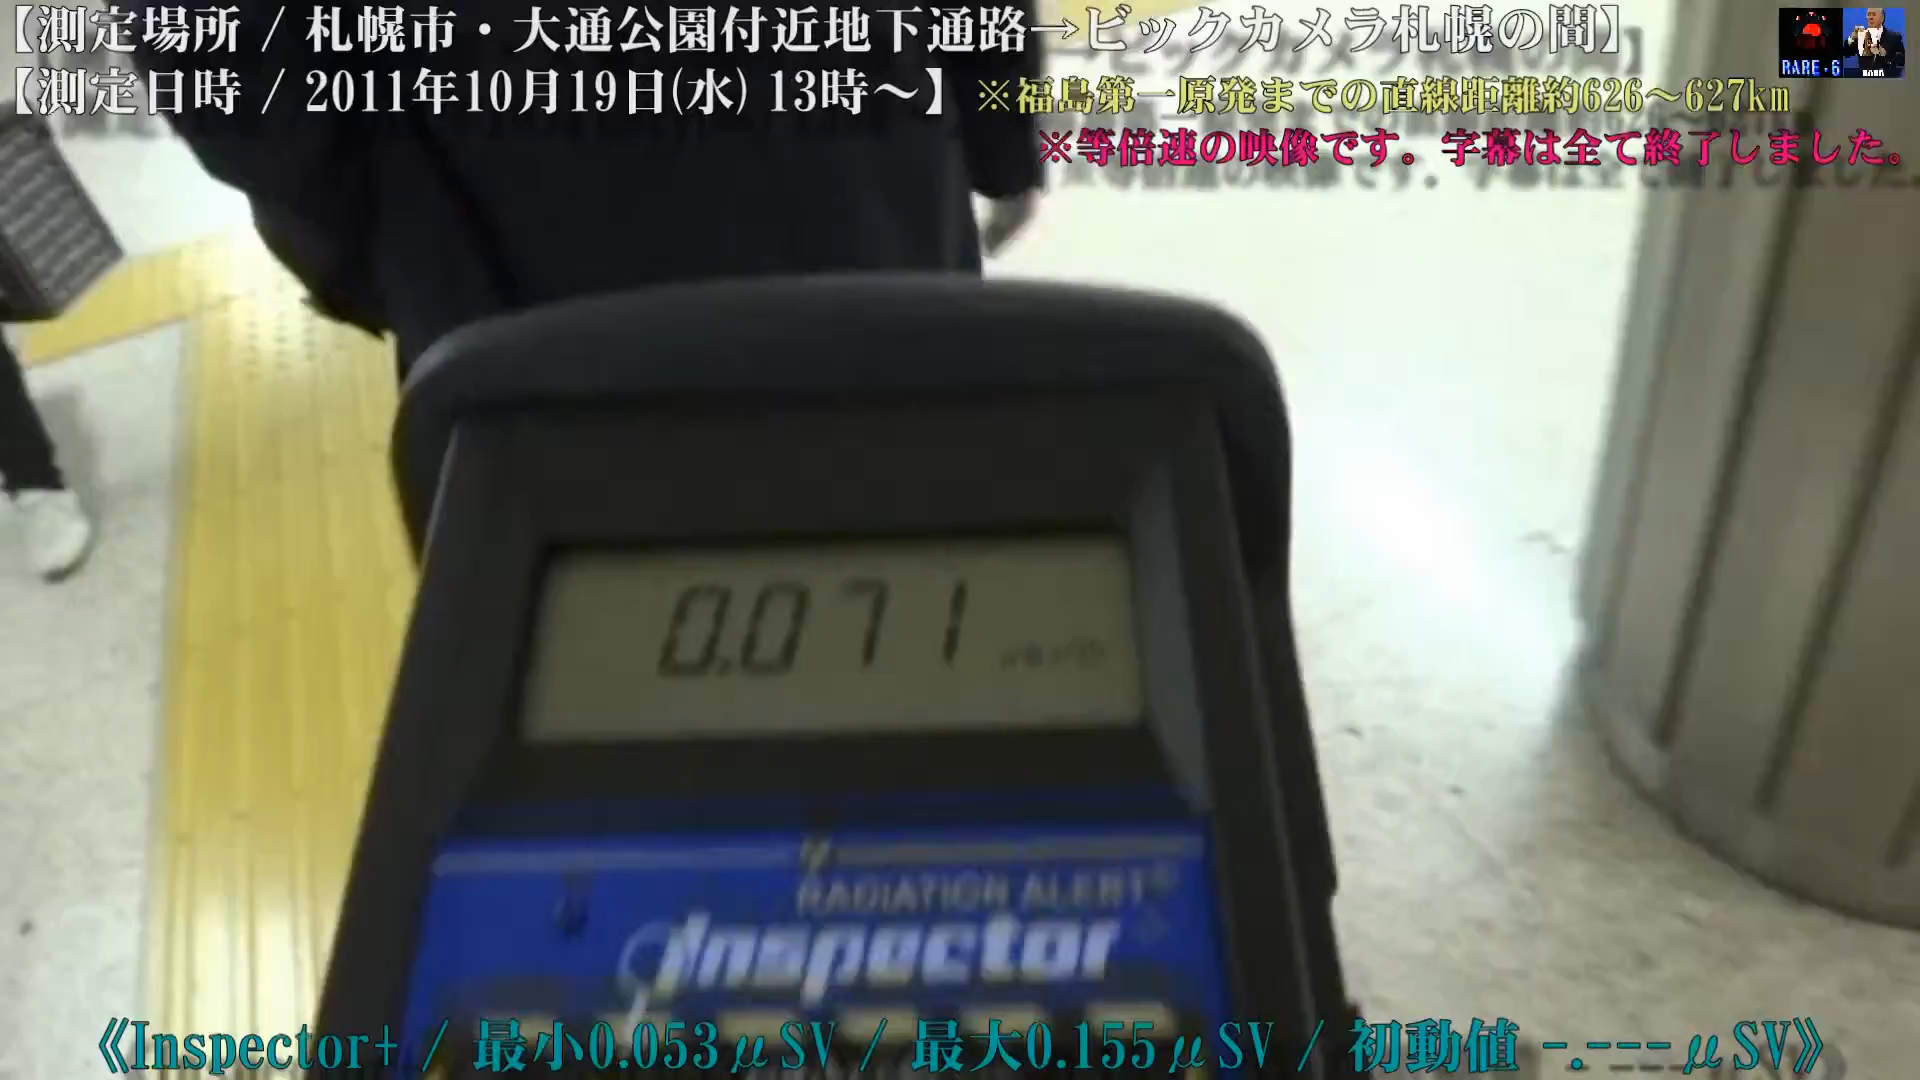 【測定場所 / 札幌市・大通公園付近地下通路→ビックカメラ札幌の間】
【測定日時 / 2011年10月19日(水) 13時～】※福島第一原発までの直線距離約626～627km
※等倍速の映像です。字幕は全て終了しました。
RARE・6
0.071
RADIATION ALERT®
Inspector
《Inspector+ / 最小0.053μSV / 最大0.155μSV / 初動値 -.---μSV》